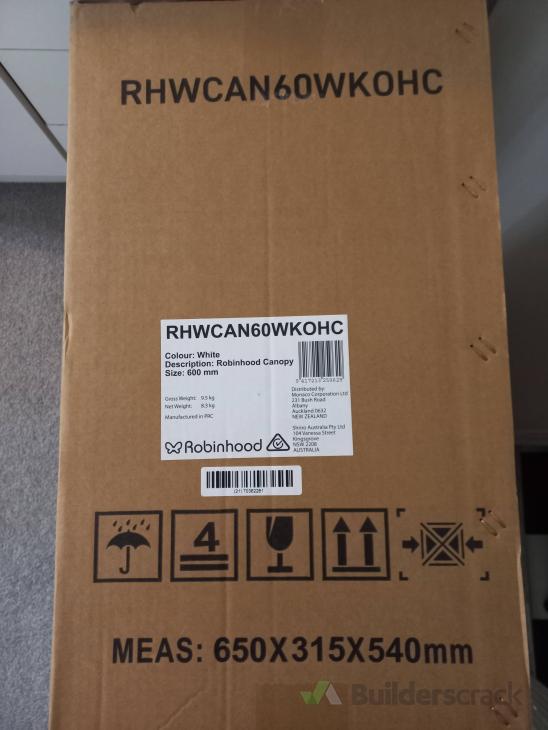 RHWCAN60WKOHC
RHWCAN60WKOHC
Colour: White
Description: Robinhood Canopy
Size: 600 mm
Gross Weight: 9.5 kg
Net Weight: 8.3 kg
Manufactured in PRC
Distributed by:
Monaco Corporation Ltd
231 Bush Road
Albany
Auckland 0632
NEW ZEALAND
Shriro Australia Pty Ltd
104 Vanessa Street
Kingsgrove
NSW 2208
AUSTRALIA
Robinhood
4
MEAS: 650X315X540mm
Builderscrack